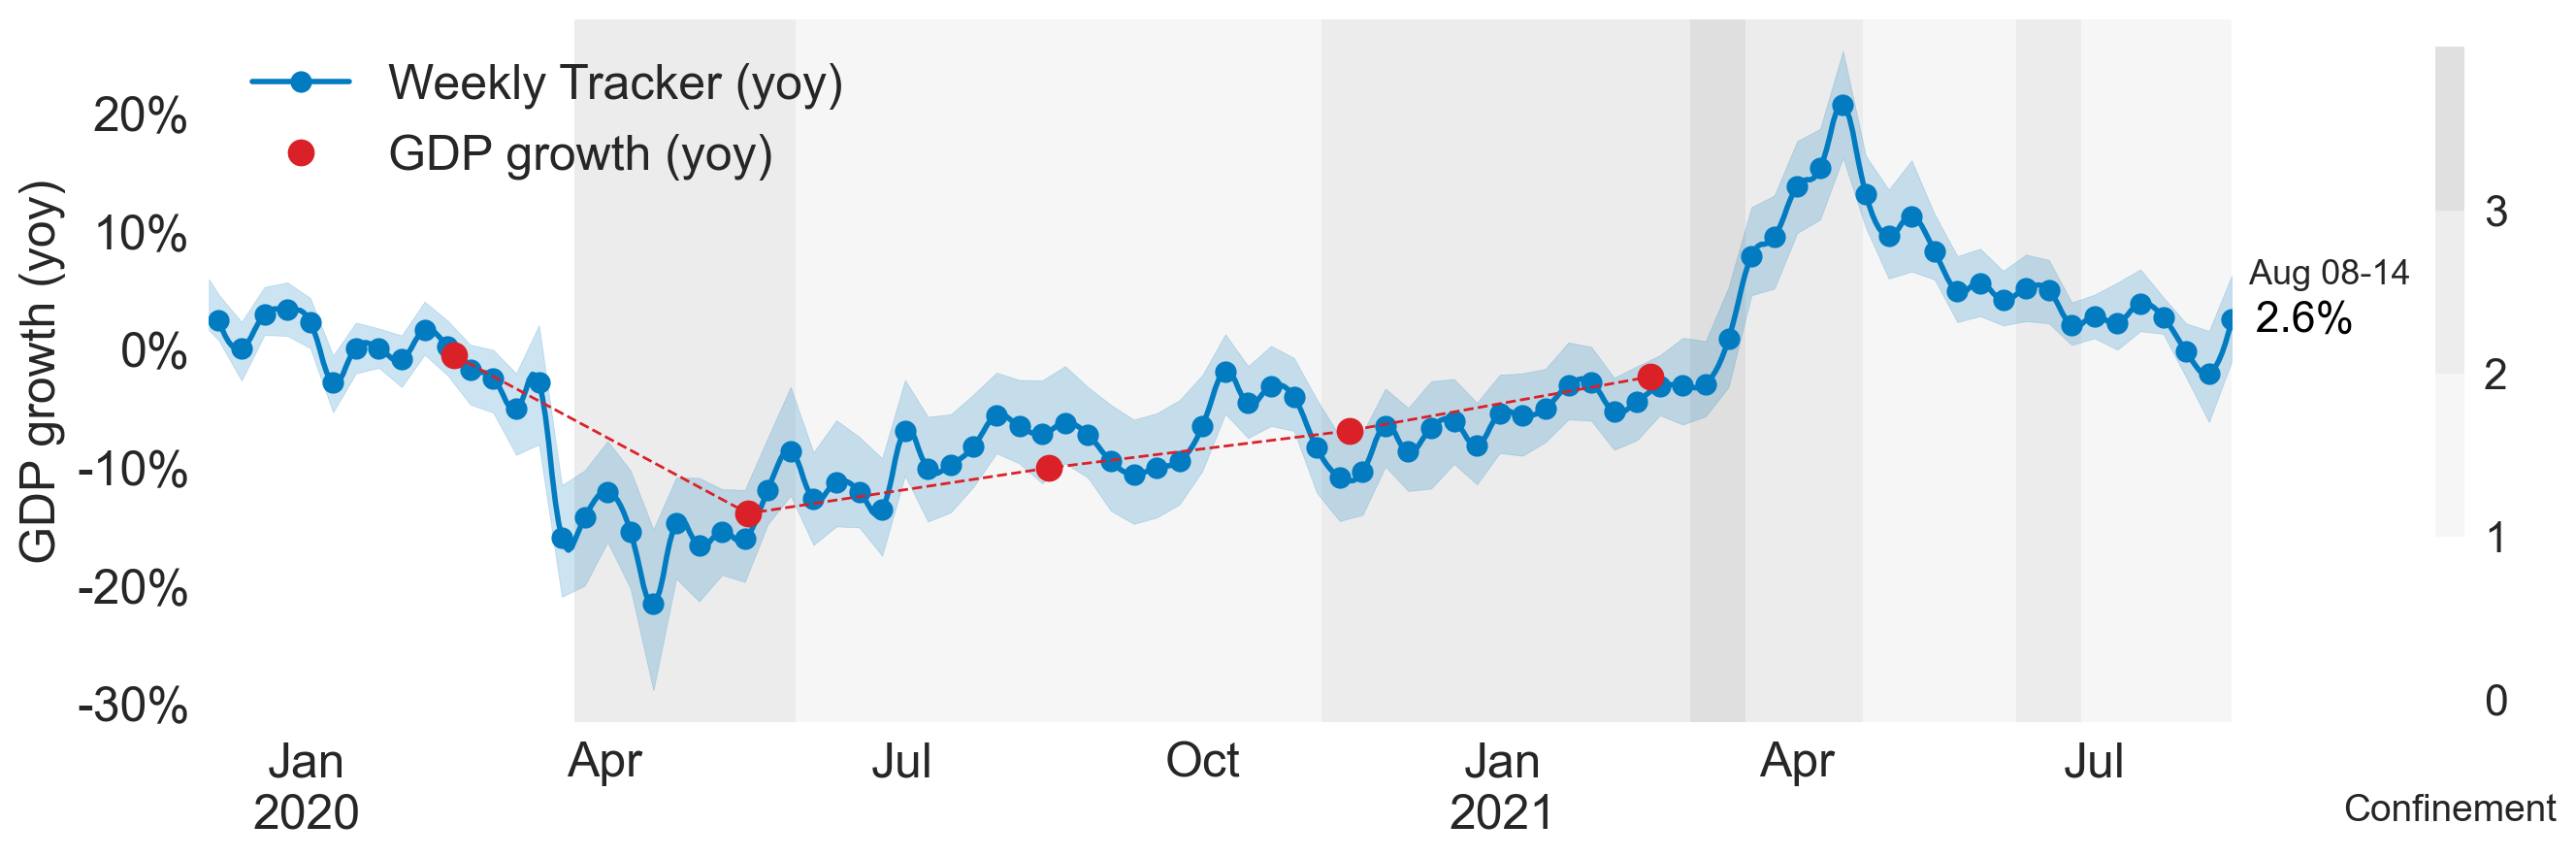 Weekly Tracker (yoy)
GDP growth (yoy)
GDP growth (yoy)
20%
10%
0%
-10%
-20%
-30%
Jan
2020
Apr
Jul
Oct
Jan
2021
Apr
Jul
Aug 08-14
2.6%
3
2
1
0
Confinement